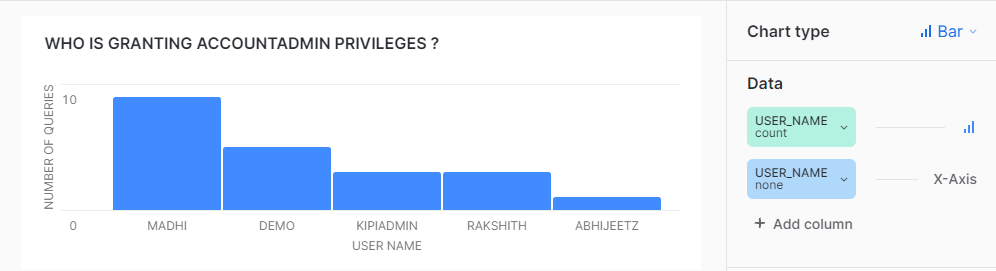 WHO IS GRANTING ACCOUNTADMIN PRIVILEGES ?
NUMBER OF QUERIES
10
0
MADHI
DEMO
KIPIADMIN
RAKSHITH
ABHIJEETZ
USER NAME
Chart type
Bar
Data
USER_NAME
count
USER_NAME
none
X-Axis
+ Add column